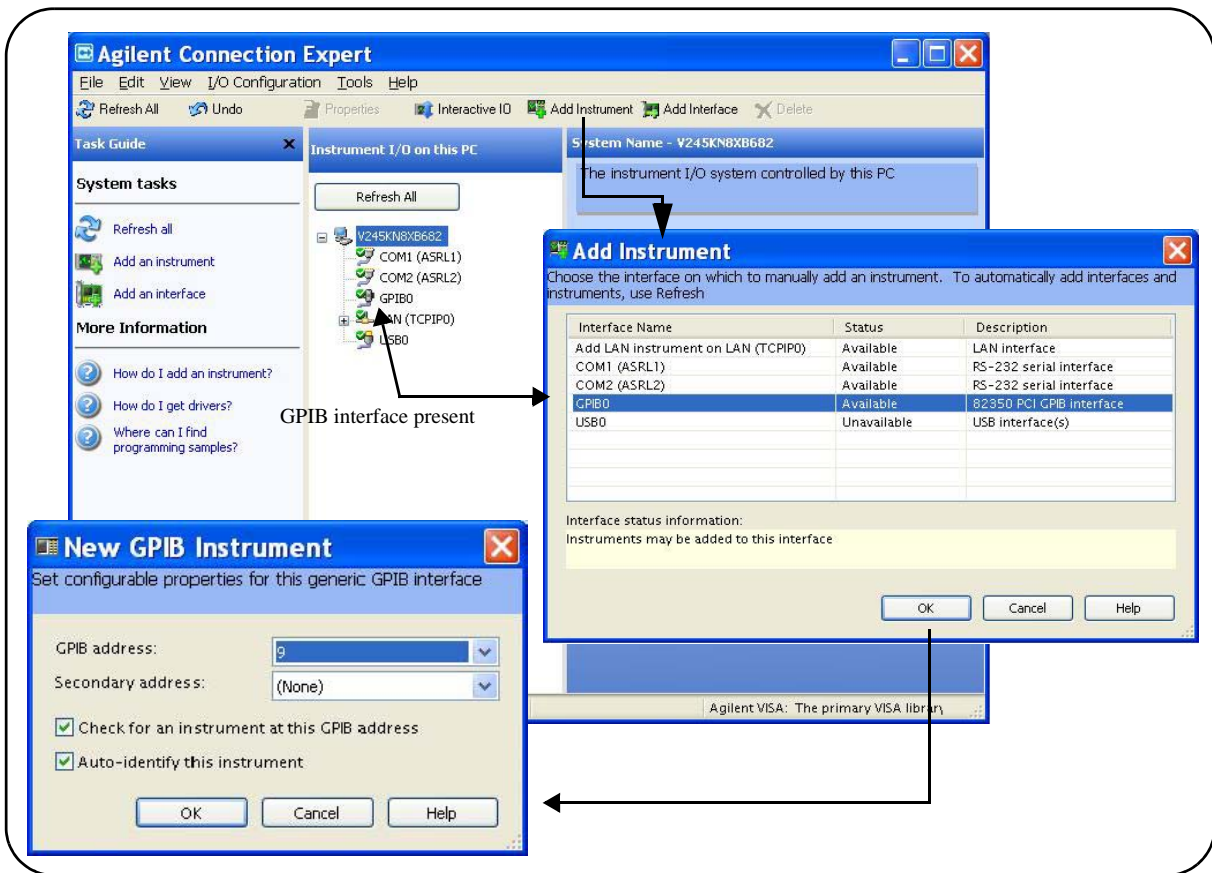 Agilent Connection Expert
File Edit View I/O Configuration Tools Help
Refresh All Undo Properties Interactive IO Add Instrument Add Interface Delete
Task Guide
System tasks
Refresh all
Add an instrument
Add an interface
More Information
How do I add an instrument?
How do I get drivers?
Where can I find
programming samples?
Instrument I/O on this PC
Refresh All
V245KN8XB682
COM1 (ASRL1)
COM2 (ASRL2)
GPIB0
LAN (TCPIP0)
USB0
GPIB interface present
System Name - V245KN8XB682
The instrument I/O system controlled by this PC
Add Instrument
Choose the interface on which to manually add an instrument. To automatically add interfaces and
instruments, use Refresh
Interface Name Status Description
Add LAN instrument on LAN (TCPIP0) Available LAN interface
COM1 (ASRL1) Available RS-232 serial interface
COM2 (ASRL2) Available RS-232 serial interface
GPIB0 Available 82350 PCI GPIB interface
USB0 Unavailable USB interface(s)
Interface status information:
Instruments may be added to this interface
OK Cancel Help
New GPIB Instrument
Set configurable properties for this generic GPIB interface
GPIB address: 9
Secondary address: (None)
Check for an instrument at this GPIB address
Auto-identify this instrument
OK Cancel Help
Agilent VISA: The primary VISA library